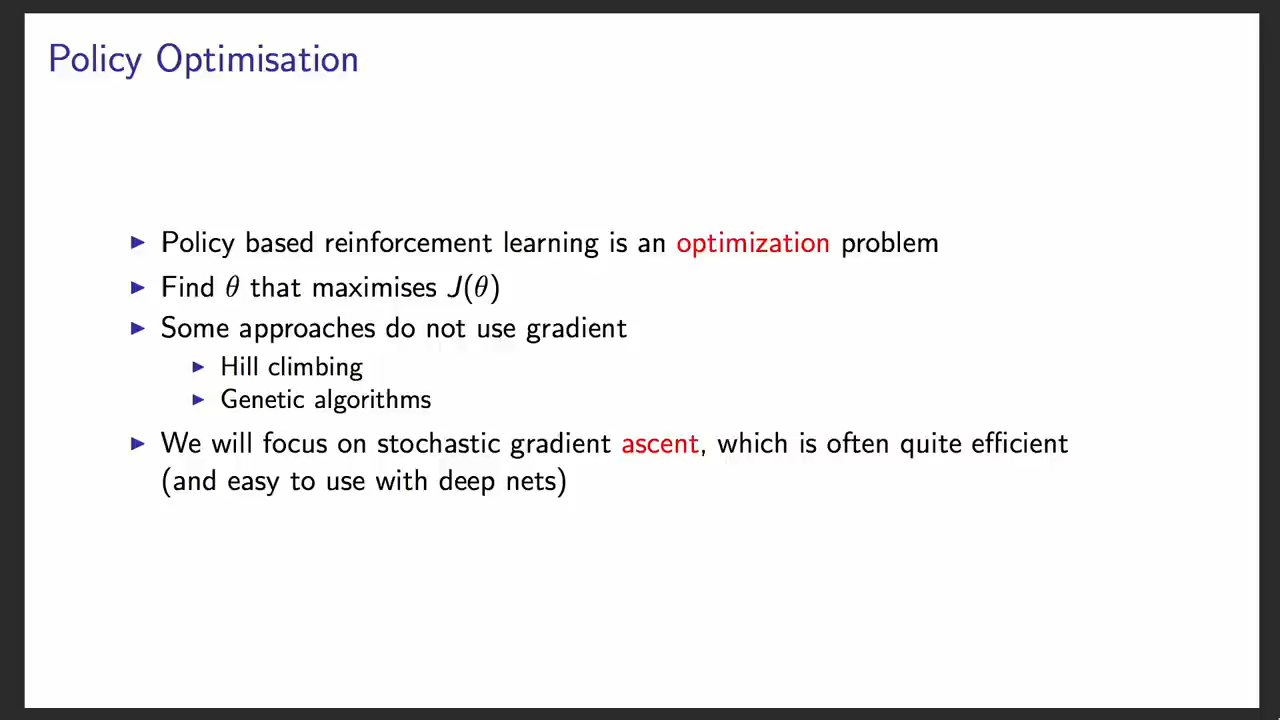 Policy Optimisation
▶ Policy based reinforcement learning is an optimization problem
▶ Find θ that maximises J(θ)
▶ Some approaches do not use gradient
▶ Hill climbing
▶ Genetic algorithms
▶ We will focus on stochastic gradient ascent, which is often quite efficient
(and easy to use with deep nets)